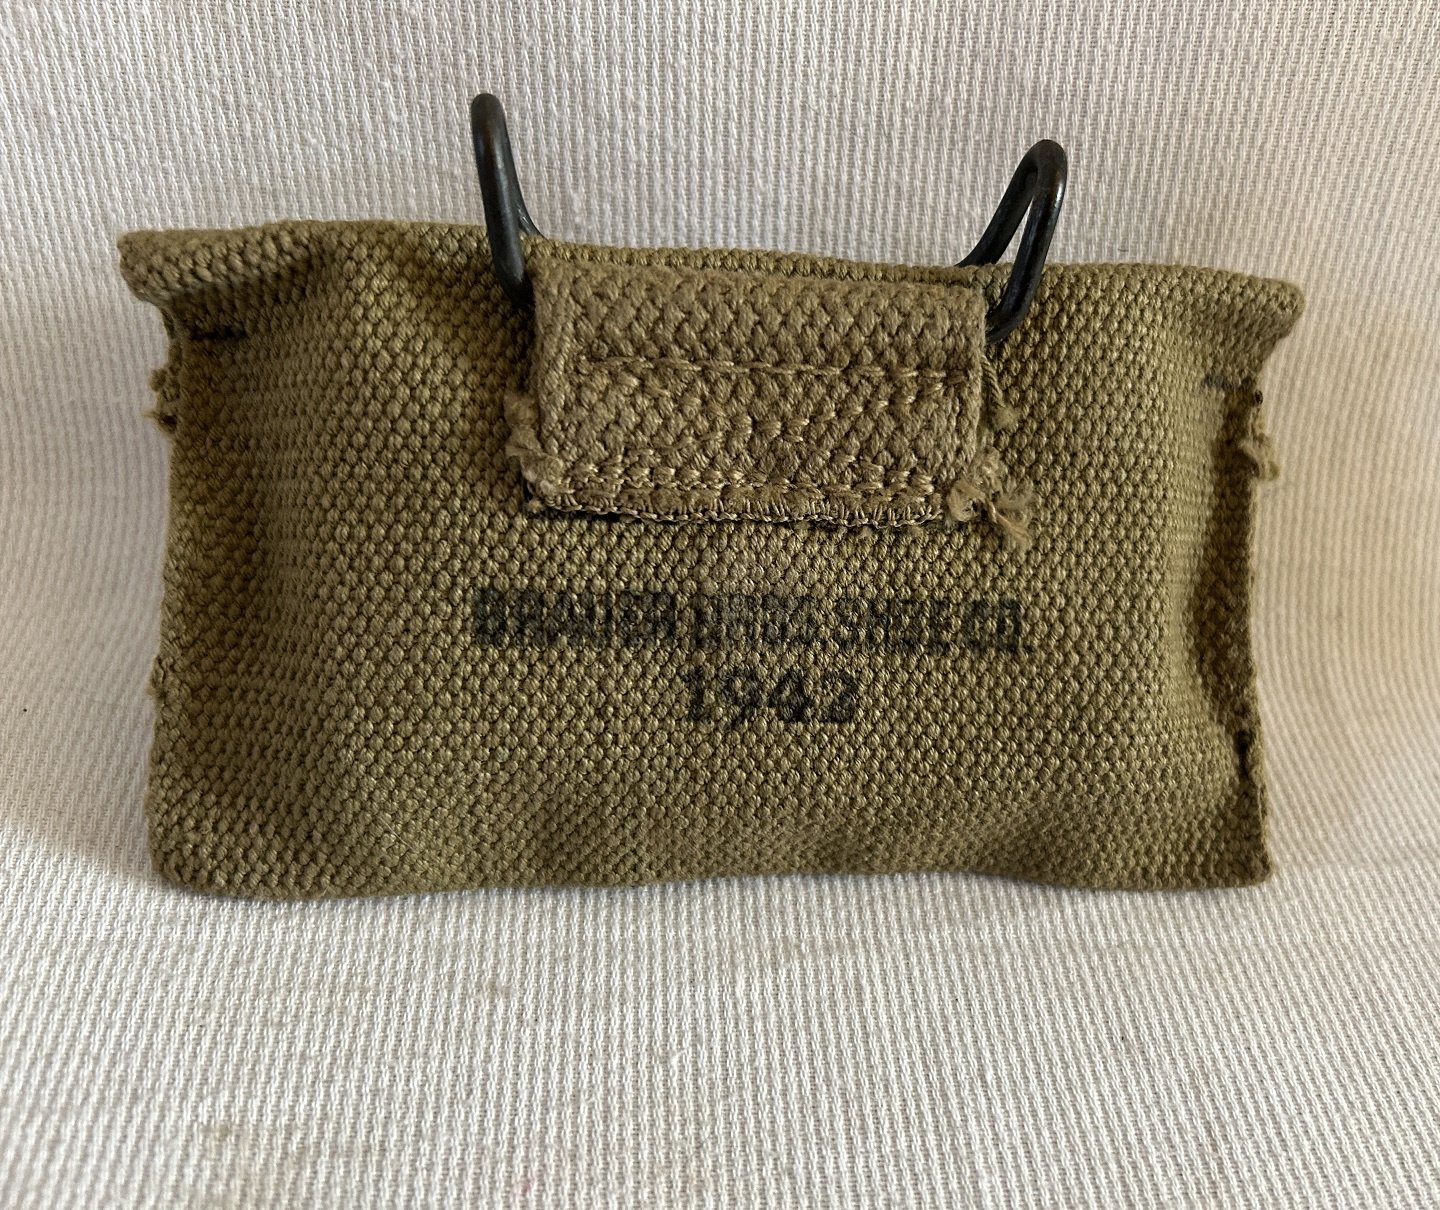 BRAUER BROS. SHOE CO.
1942